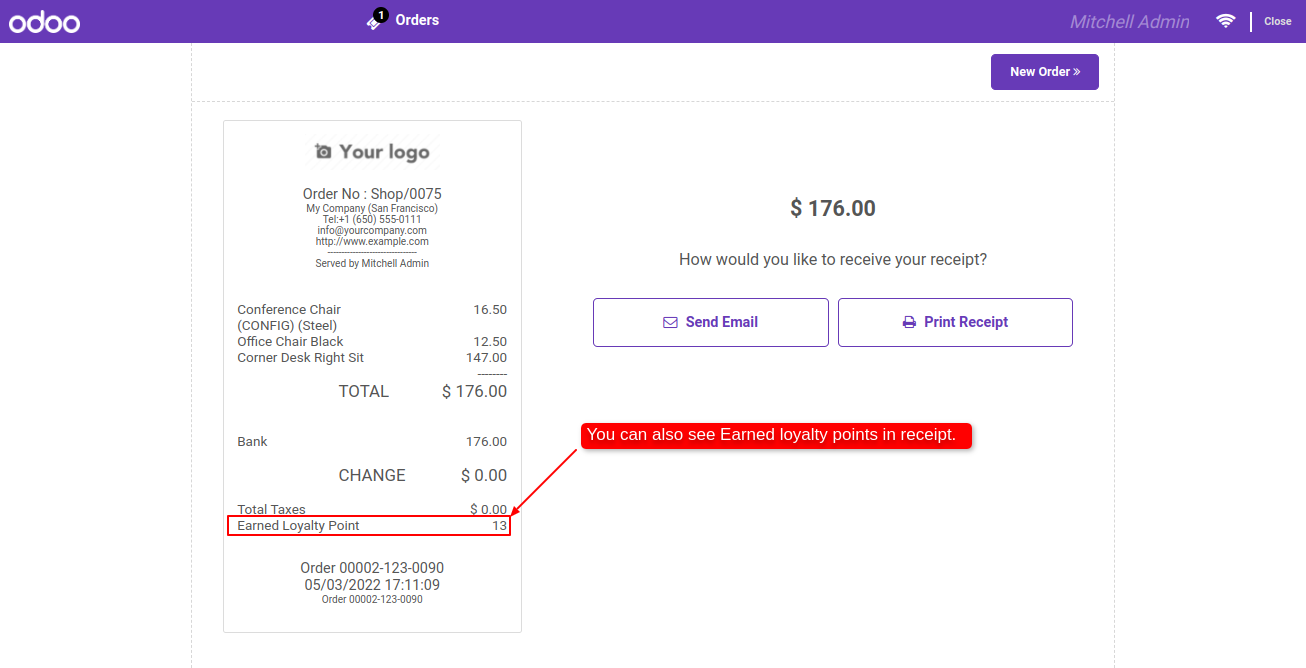 odoo
1
Orders
Mitchell Admin
Close
New Order »
Your logo
Order No : Shop/0075
My Company (San Francisco)
Tel:+1 (650) 555-0111
info@yourcompany.com
http://www.example.com
--------------------------------
Served by Mitchell Admin
Conference Chair 16.50
(CONFIG) (Steel)
Office Chair Black 12.50
Corner Desk Right Sit 147.00
--------
TOTAL $ 176.00
Bank 176.00
CHANGE $ 0.00
Total Taxes $ 0.00
Earned Loyalty Point 13
Order 00002-123-0090
05/03/2022 17:11:09
Order 00002-123-0090
$ 176.00
How would you like to receive your receipt?
Send Email
Print Receipt
You can also see Earned loyalty points in receipt.